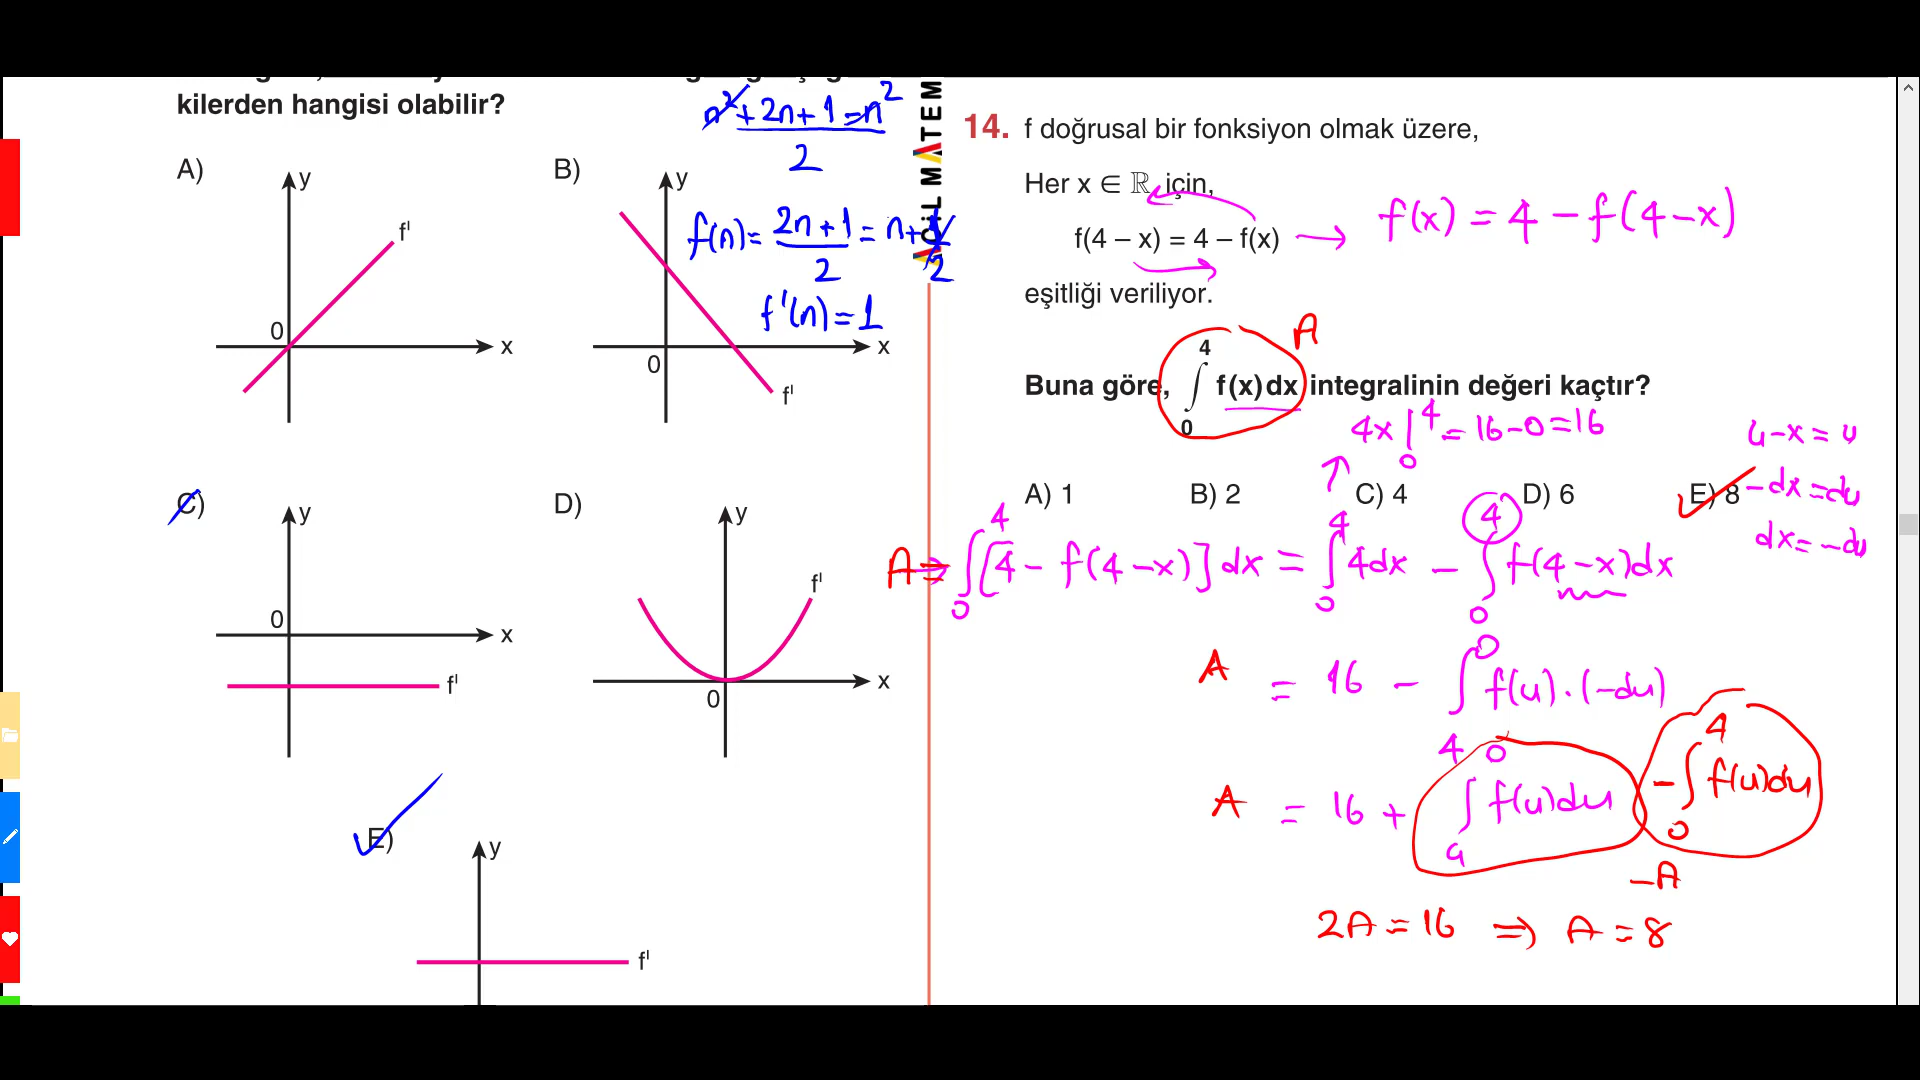 kilerden hangisi olabilir?
n² + 2n + 1 = n²
2
A)
y
f'
0
x
B)
y
f(n) = 2n + 1 / 2 = n + 1/2
f'(n) = 1
0
x
f'
C)
y
0
x
f'
D)
y
f'
0
x
E)
y
f'
14. f doğrusal bir fonksiyon olmak üzere,
Her x ∈ ℝ için,
f(4 – x) = 4 – f(x) → f(x) = 4 – f(4–x)
eşitliği veriliyor.
A
Buna göre, ∫₀⁴ f(x) dx integralinin değeri kaçtır?
4x |₀⁴ = 16 – 0 = 16
4–x = u
–dx = du
dx = –du
A) 1 B) 2 C) 4 D) 6 E) 8
A ⇒ ∫₀⁴ [4 – f(4–x)] dx = ∫₀⁴ 4dx – ∫₀⁴ f(4–x)dx
A = 16 – ∫₄⁰ f(u).(–du)
A = 16 + ∫₄⁰ f(u)du – ∫₀⁴ f(u)du
–A
2A = 16 ⇒ A = 8